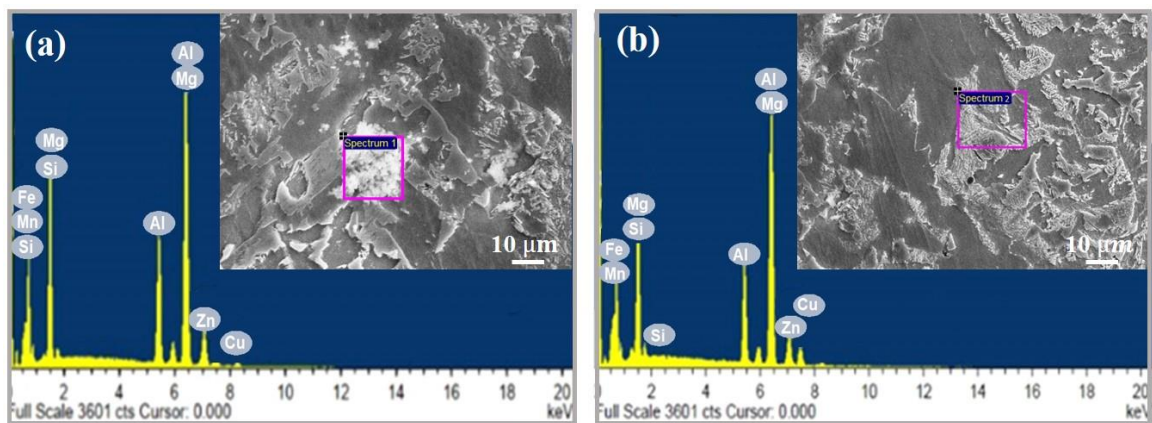 (a)
Al
Mg
Mg
Si
Fe
Mn
Si
Al
Zn
Cu
Spectrum 1
10 μm
2 4 6 8 10 12 14 16 18 20
Full Scale 3601 cts Cursor: 0.000 keV
(b)
Al
Mg
Mg
Si
Fe
Mn
Si
Al
Cu
Zn
Spectrum 2
10 μm
2 4 6 8 10 12 14 16 18 20
Full Scale 3601 cts Cursor: 0.000 keV